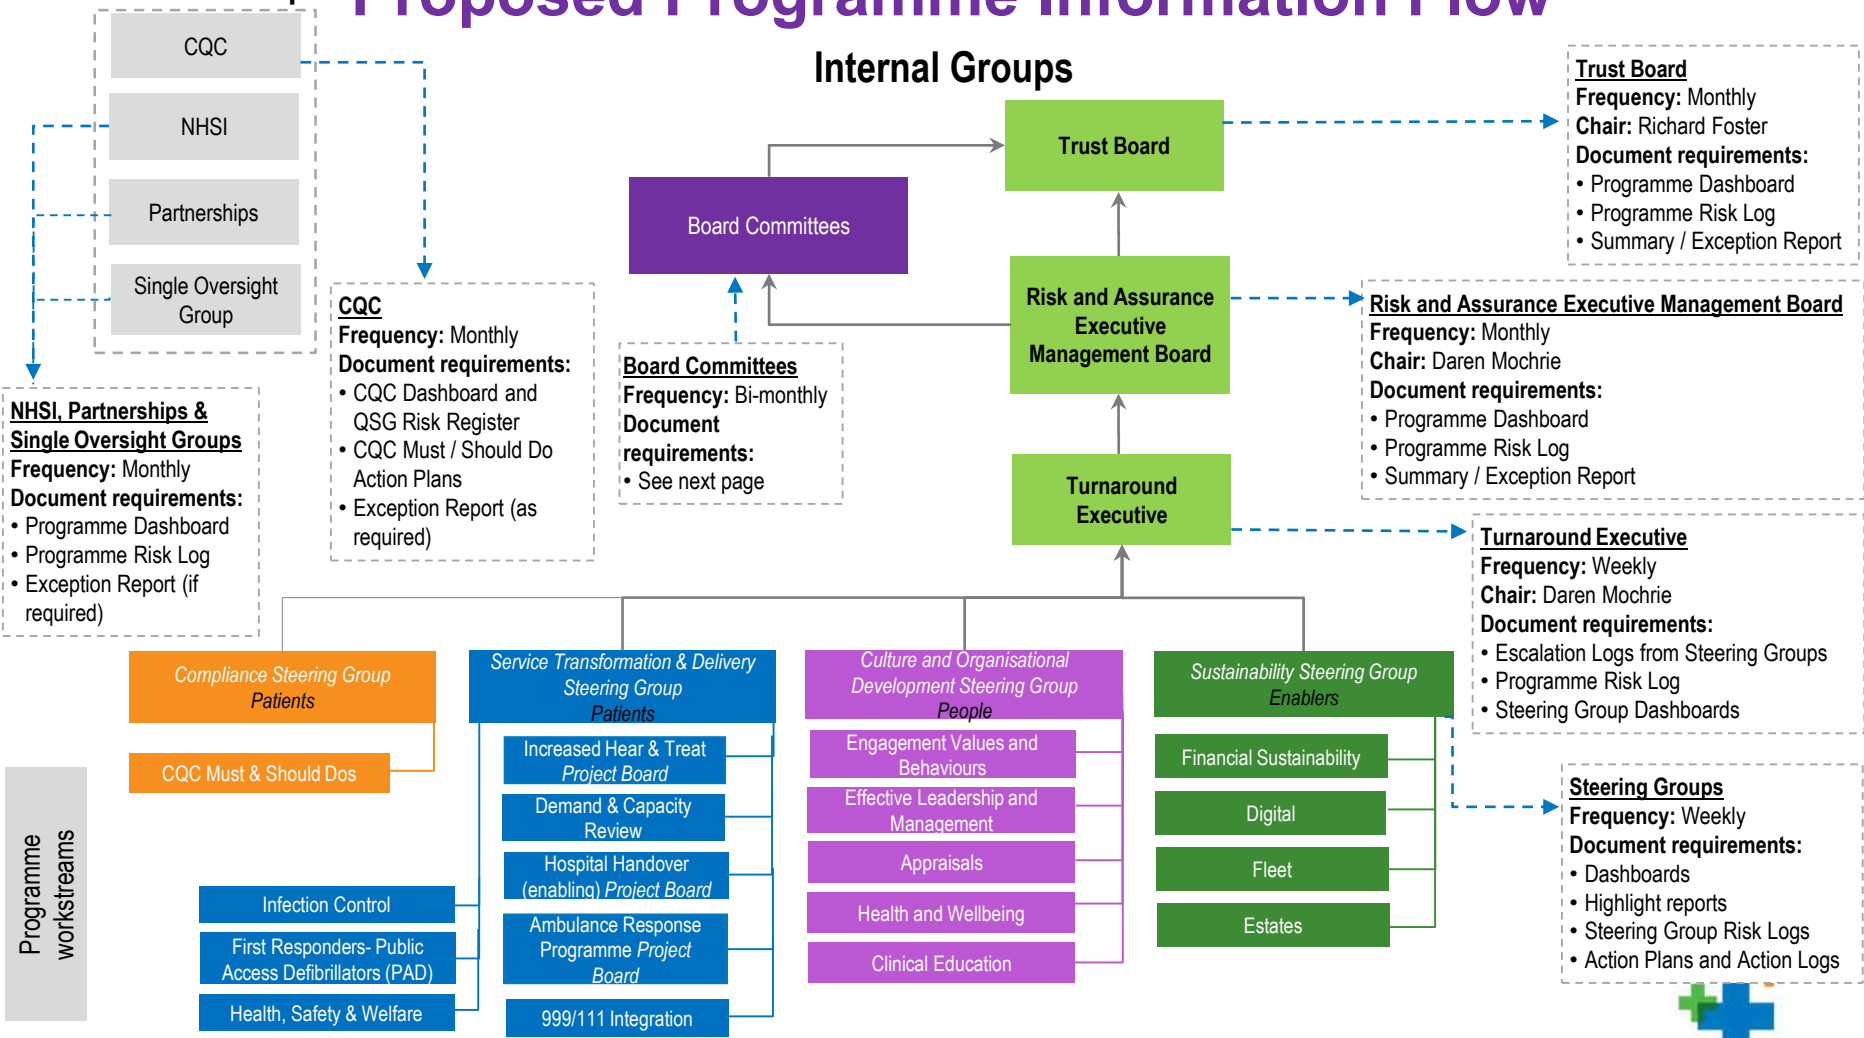 Proposed Programme Information Flow
Internal Groups
CQC
NHSI
Partnerships
Single Oversight
Group
NHSI, Partnerships &
Single Oversight Groups
Frequency: Monthly
Document requirements:
• Programme Dashboard
• Programme Risk Log
• Exception Report (if
required)
CQC
Frequency: Monthly
Document requirements:
• CQC Dashboard and
QSG Risk Register
• CQC Must / Should Do
Action Plans
• Exception Report (as
required)
Board Committees
Board Committees
Frequency: Bi-monthly
Document
requirements:
• See next page
Trust Board
Risk and Assurance
Executive
Management Board
Turnaround
Executive
Trust Board
Frequency: Monthly
Chair: Richard Foster
Document requirements:
• Programme Dashboard
• Programme Risk Log
• Summary / Exception Report
Risk and Assurance Executive Management Board
Frequency: Monthly
Chair: Daren Mochrie
Document requirements:
• Programme Dashboard
• Programme Risk Log
• Summary / Exception Report
Turnaround Executive
Frequency: Weekly
Chair: Daren Mochrie
Document requirements:
• Escalation Logs from Steering Groups
• Programme Risk Log
• Steering Group Dashboards
Steering Groups
Frequency: Weekly
Document requirements:
• Dashboards
• Highlight reports
• Steering Group Risk Logs
• Action Plans and Action Logs
Programme
workstreams
Compliance Steering Group
Patients
CQC Must & Should Dos
Service Transformation & Delivery
Steering Group
Patients
Increased Hear & Treat
Project Board
Demand & Capacity
Review
Hospital Handover
(enabling) Project Board
Ambulance Response
Programme Project
Board
999/111 Integration
Infection Control
First Responders- Public
Access Defibrillators (PAD)
Health, Safety & Welfare
Culture and Organisational
Development Steering Group
People
Engagement Values and
Behaviours
Effective Leadership and
Management
Appraisals
Health and Wellbeing
Clinical Education
Sustainability Steering Group
Enablers
Financial Sustainability
Digital
Fleet
Estates